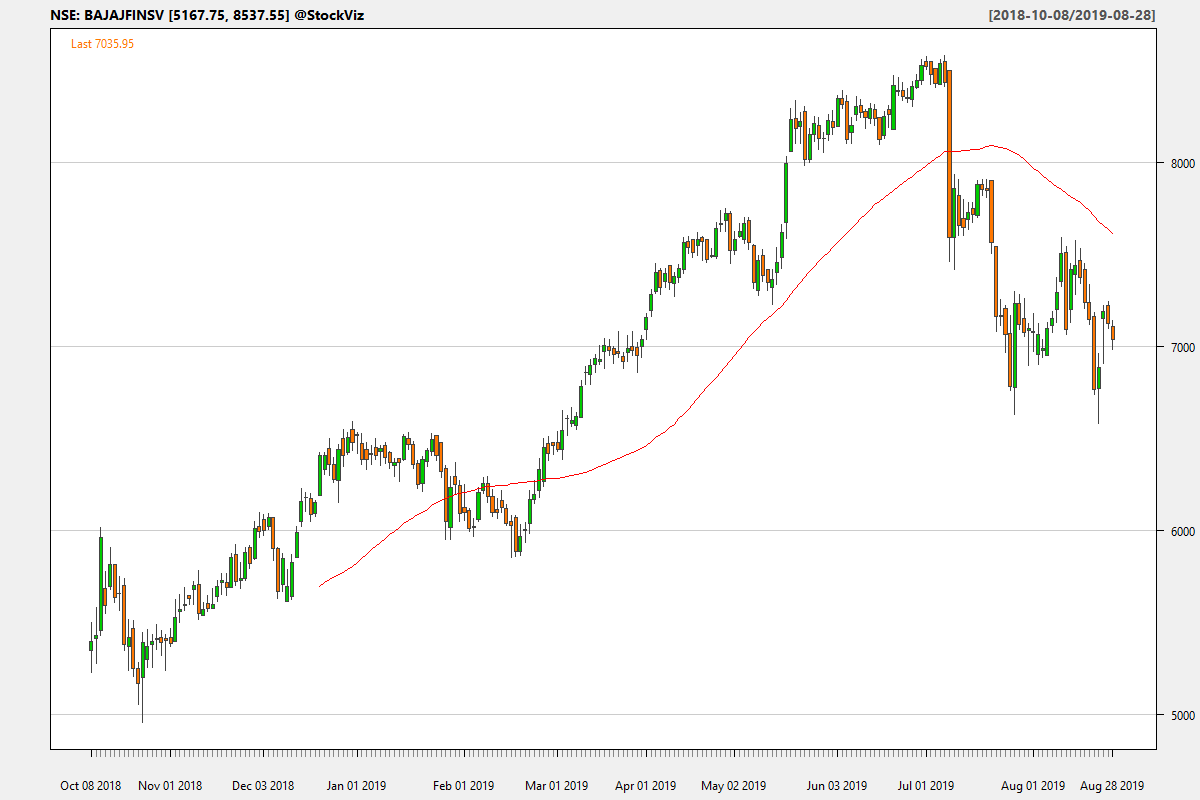 NSE: BAJAJFINSV [5167.75, 8537.55] @StockViz [2018-10-08/2019-08-28]
Last 7035.95
8000
7000
6000
5000
Oct 08 2018 Nov 01 2018 Dec 03 2018 Jan 01 2019 Feb 01 2019 Mar 01 2019 Apr 01 2019 May 02 2019 Jun 03 2019 Jul 01 2019 Aug 01 2019 Aug 28 2019